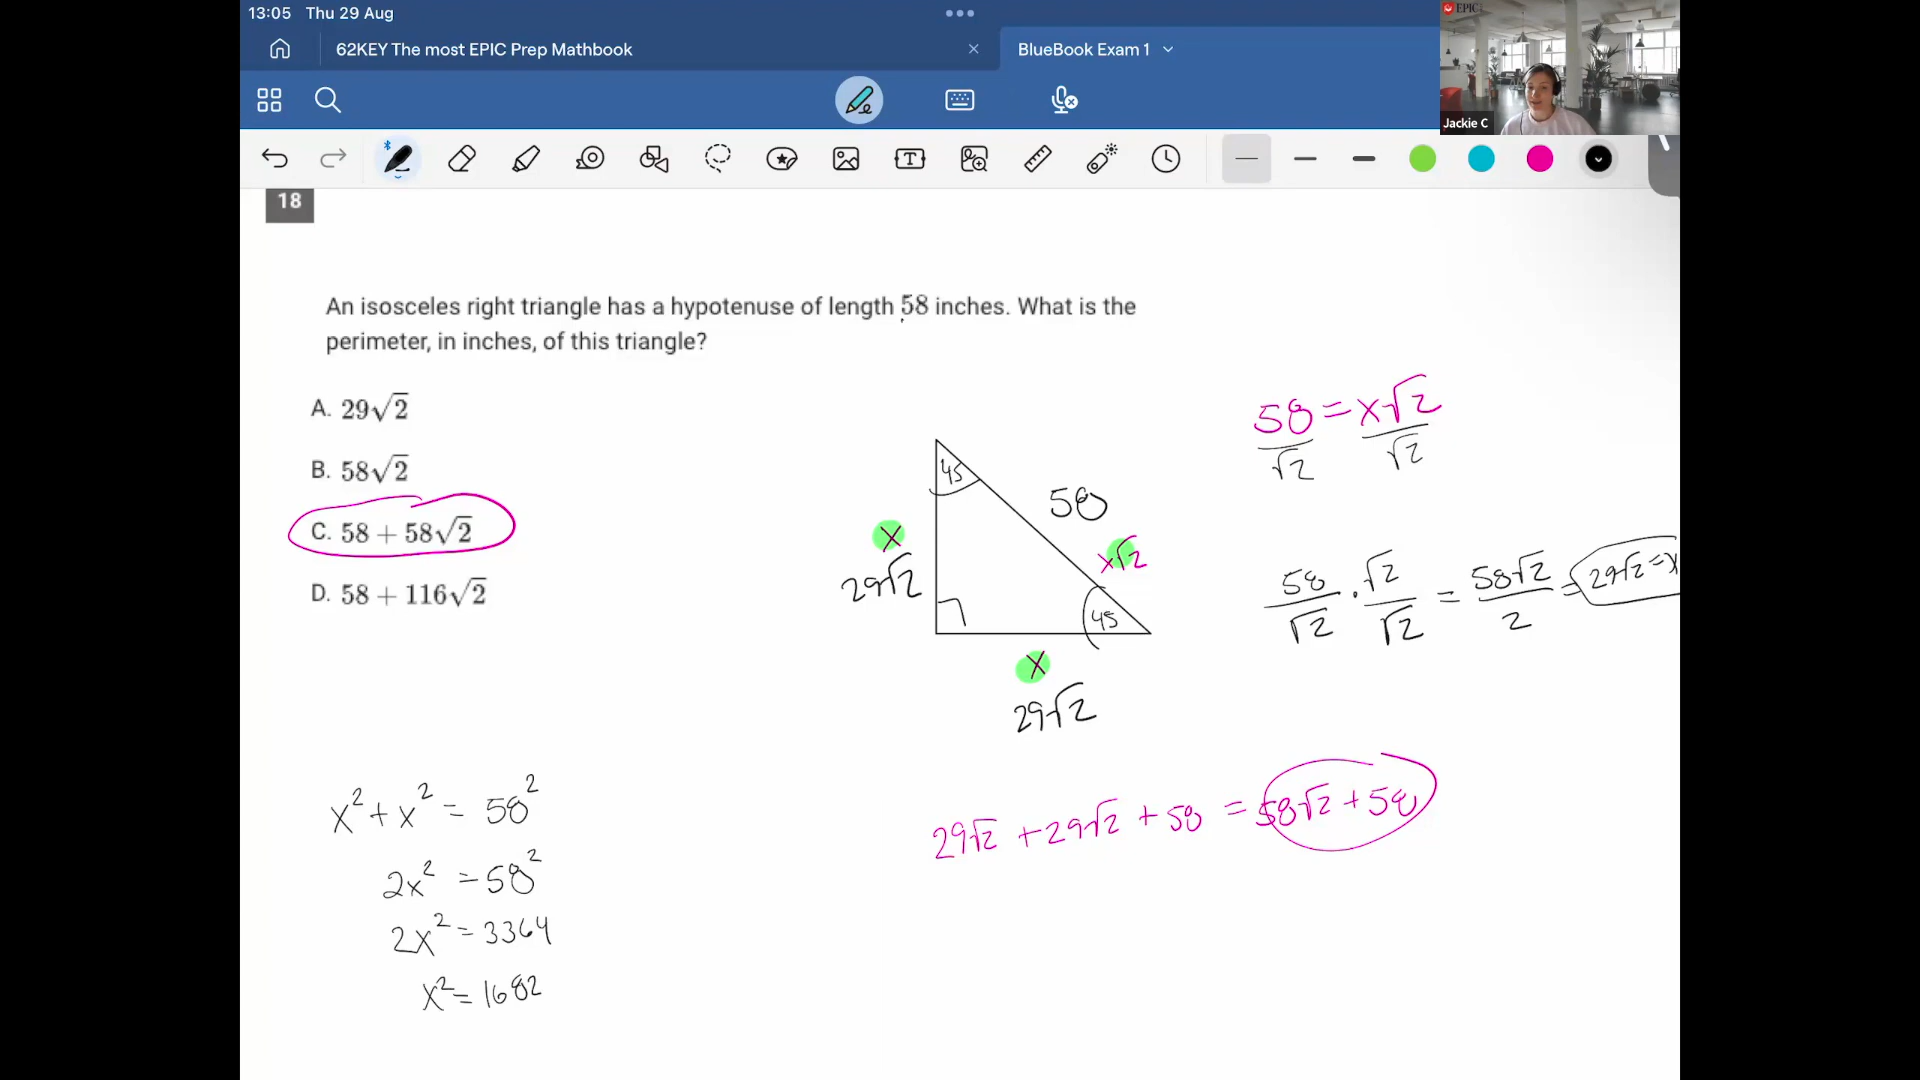 13:05 Thu 29 Aug
EPIC
62KEY The most EPIC Prep Mathbook
BlueBook Exam 1
Jackie C
18
An isosceles right triangle has a hypotenuse of length 58 inches. What is the
perimeter, in inches, of this triangle?
A. 29√2
B. 58√2
C. 58 + 58√2
D. 58 + 116√2
45
58
x
x√2
29√2
45
x
29√2
58 = x√2
√2 √2
58/√2 · √2/√2 = 58√2/2 = 29√2 = x
29√2 + 29√2 + 58 = 58√2 + 58
x² + x² = 58²
2x² = 58²
2x² = 3364
x² = 1682